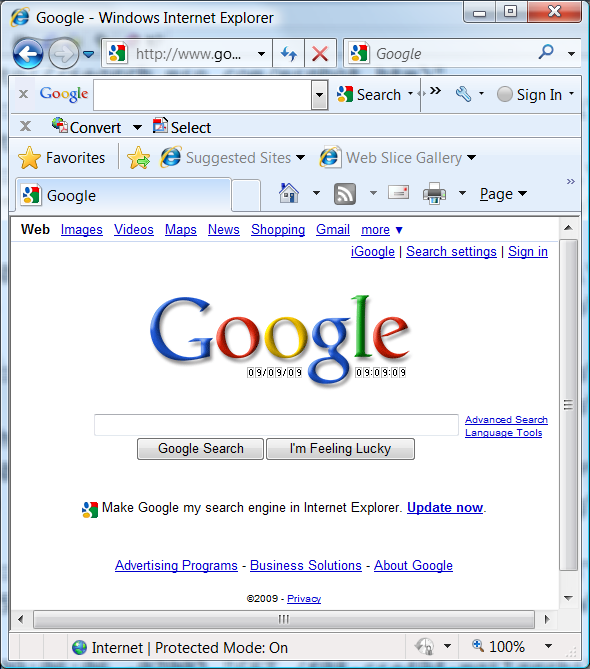 Google - Windows Internet Explorer
http://www.go... Google
Google Search Sign In
Convert Select
Favorites Suggested Sites Web Slice Gallery
Google Page
Web Images Videos Maps News Shopping Gmail more ▼
iGoogle | Search settings | Sign in
Google
09/09/09 09:09:09
Advanced Search
Language Tools
Google Search I'm Feeling Lucky
Make Google my search engine in Internet Explorer. Update now.
Advertising Programs - Business Solutions - About Google
©2009 - Privacy
Internet | Protected Mode: On 100%